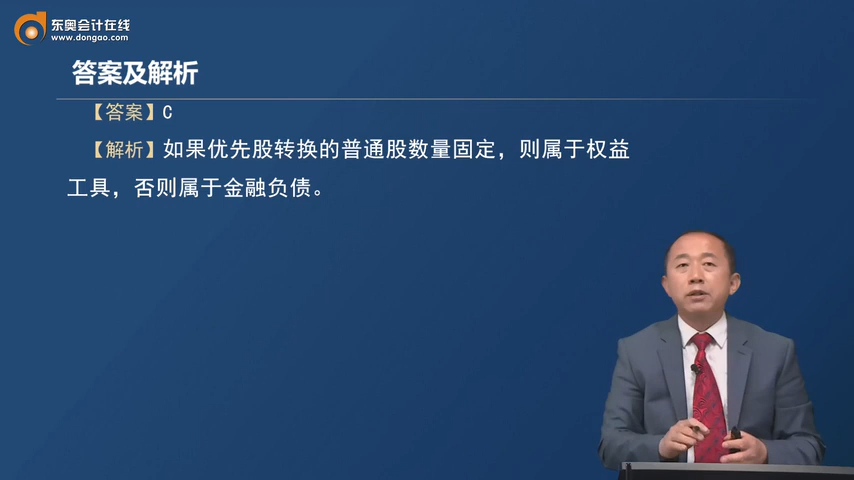 东奥会计在线
www.dongao.com
答案及解析
【答案】C
【解析】如果优先股转换的普通股数量固定，则属于权益
工具，否则属于金融负债。